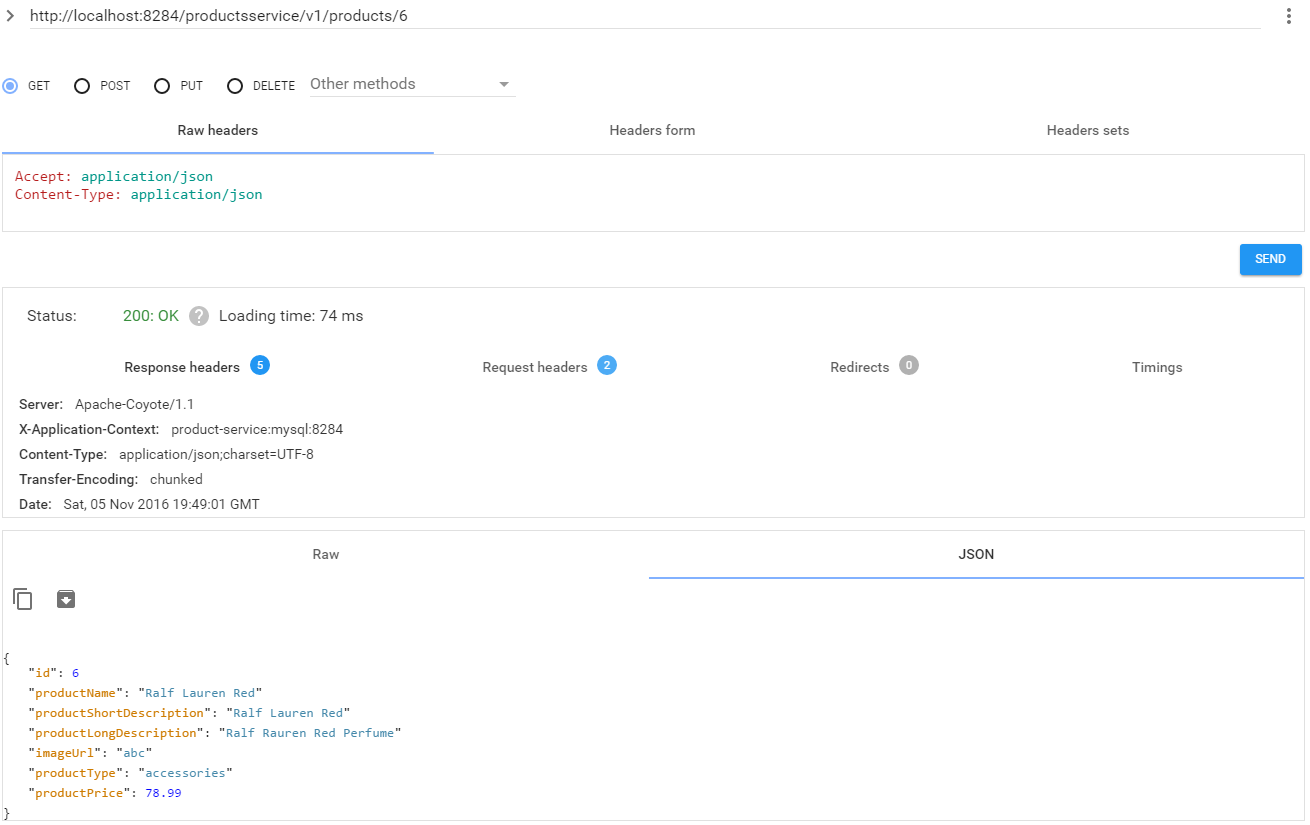 http://localhost:8284/productsservice/v1/products/6
GET POST PUT DELETE Other methods
Raw headers Headers form Headers sets
Accept: application/json
Content-Type: application/json
SEND
Status: 200: OK ? Loading time: 74 ms
Response headers 5 Request headers 2 Redirects 0 Timings
Server: Apache-Coyote/1.1
X-Application-Context: product-service:mysql:8284
Content-Type: application/json;charset=UTF-8
Transfer-Encoding: chunked
Date: Sat, 05 Nov 2016 19:49:01 GMT
Raw JSON
{
"id": 6
"productName": "Ralf Lauren Red"
"productShortDescription": "Ralf Lauren Red"
"productLongDescription": "Ralf Rauren Red Perfume"
"imageUrl": "abc"
"productType": "accessories"
"productPrice": 78.99
}